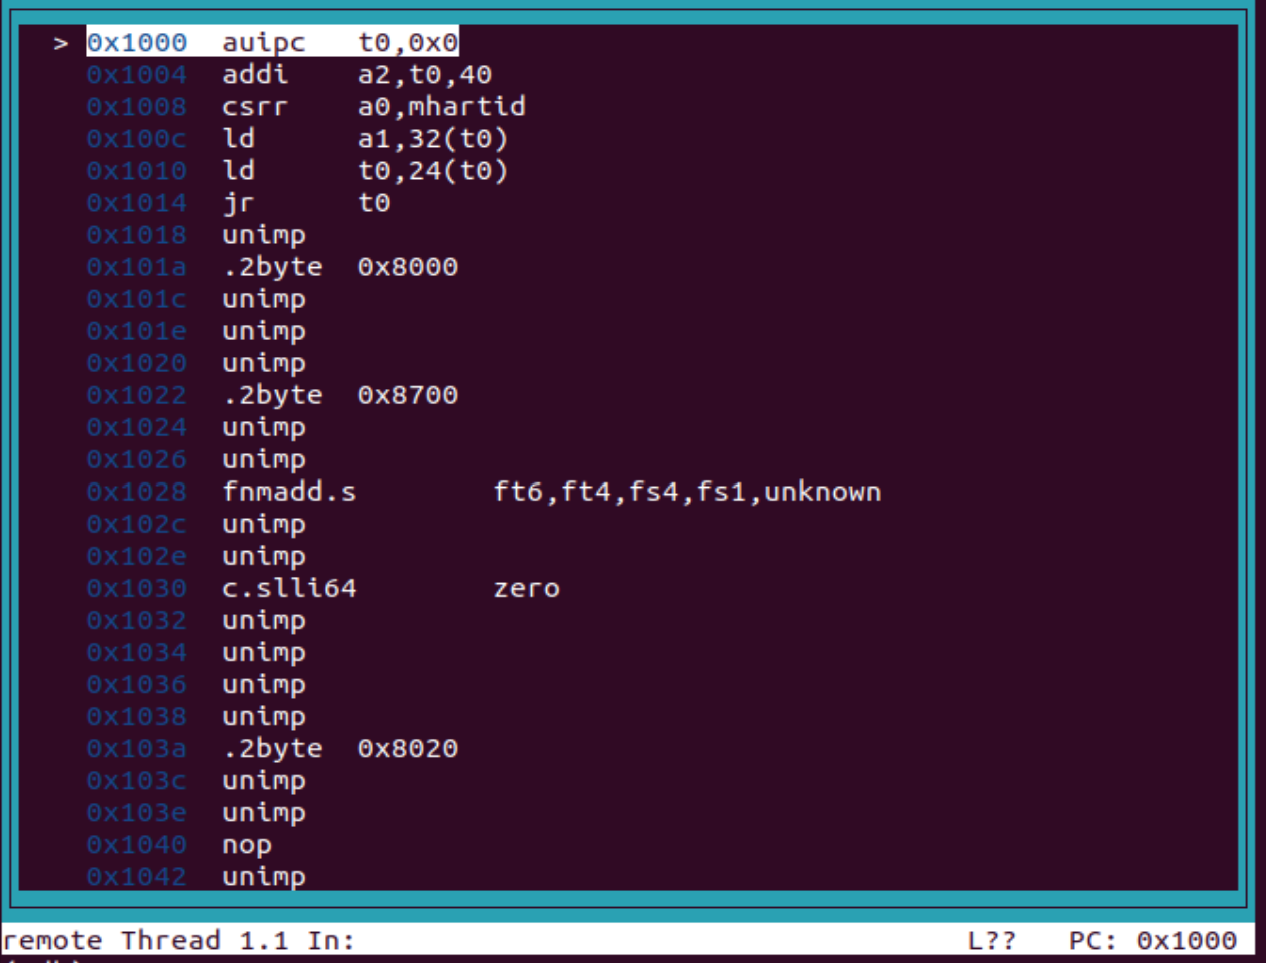 > 0x1000 auipc t0,0x0
0x1004 addi a2,t0,40
0x1008 csrr a0,mhartid
0x100c ld a1,32(t0)
0x1010 ld t0,24(t0)
0x1014 jr t0
0x1018 unimp
0x101a .2byte 0x8000
0x101c unimp
0x101e unimp
0x1020 unimp
0x1022 .2byte 0x8700
0x1024 unimp
0x1026 unimp
0x1028 fnmadd.s ft6,ft4,fs4,fs1,unknown
0x102c unimp
0x102e unimp
0x1030 c.slli64 zero
0x1032 unimp
0x1034 unimp
0x1036 unimp
0x1038 unimp
0x103a .2byte 0x8020
0x103c unimp
0x103e unimp
0x1040 nop
0x1042 unimp
remote Thread 1.1 In: L?? PC: 0x1000